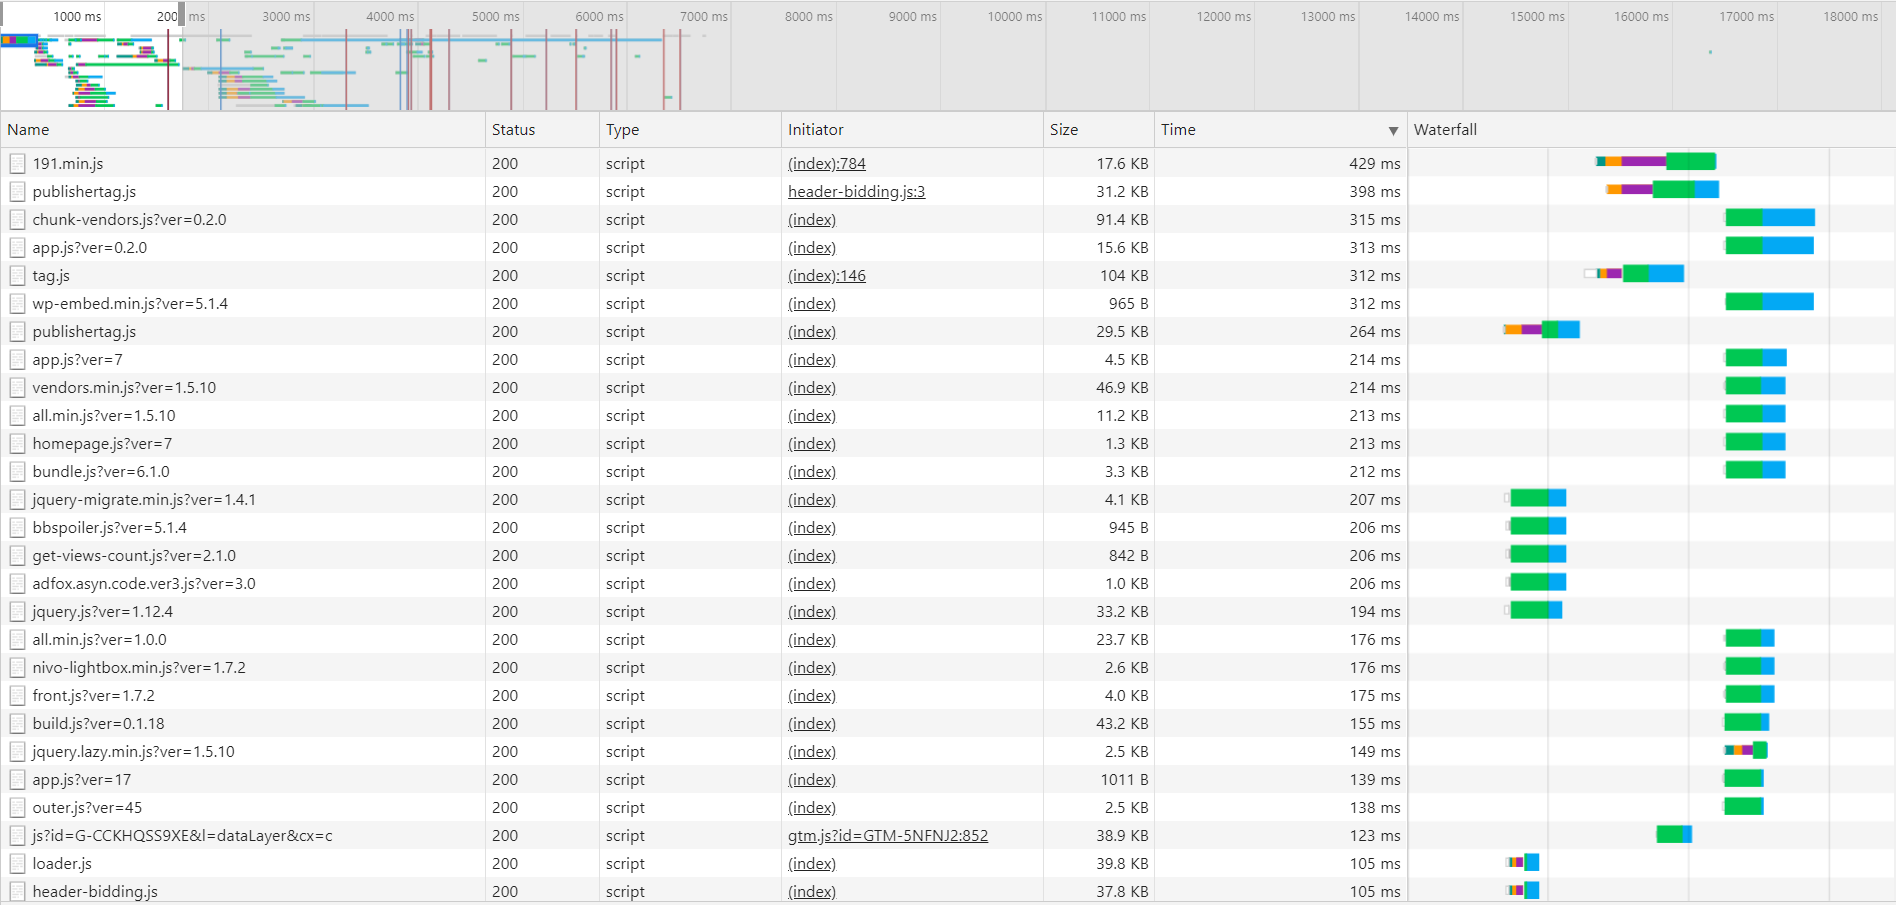 1000 ms 200 ms 3000 ms 4000 ms 5000 ms 6000 ms 7000 ms 8000 ms 9000 ms 10000 ms 11000 ms 12000 ms 13000 ms 14000 ms 15000 ms 16000 ms 17000 ms 18000 ms
Name Status Type Initiator Size Time ▼ Waterfall
191.min.js 200 script (index):784 17.6 KB 429 ms
publishertag.js 200 script header-bidding.js:3 31.2 KB 398 ms
chunk-vendors.js?ver=0.2.0 200 script (index) 91.4 KB 315 ms
app.js?ver=0.2.0 200 script (index) 15.6 KB 313 ms
tag.js 200 script (index):146 104 KB 312 ms
wp-embed.min.js?ver=5.1.4 200 script (index) 965 B 312 ms
publishertag.js 200 script (index) 29.5 KB 264 ms
app.js?ver=7 200 script (index) 4.5 KB 214 ms
vendors.min.js?ver=1.5.10 200 script (index) 46.9 KB 214 ms
all.min.js?ver=1.5.10 200 script (index) 11.2 KB 213 ms
homepage.js?ver=7 200 script (index) 1.3 KB 213 ms
bundle.js?ver=6.1.0 200 script (index) 3.3 KB 212 ms
jquery-migrate.min.js?ver=1.4.1 200 script (index) 4.1 KB 207 ms
bbspoiler.js?ver=5.1.4 200 script (index) 945 B 206 ms
get-views-count.js?ver=2.1.0 200 script (index) 842 B 206 ms
adfox.asyn.code.ver3.js?ver=3.0 200 script (index) 1.0 KB 206 ms
jquery.js?ver=1.12.4 200 script (index) 33.2 KB 194 ms
all.min.js?ver=1.0.0 200 script (index) 23.7 KB 176 ms
nivo-lightbox.min.js?ver=1.7.2 200 script (index) 2.6 KB 176 ms
front.js?ver=1.7.2 200 script (index) 4.0 KB 175 ms
build.js?ver=0.1.18 200 script (index) 43.2 KB 155 ms
jquery.lazy.min.js?ver=1.5.10 200 script (index) 2.5 KB 149 ms
app.js?ver=17 200 script (index) 1011 B 139 ms
outer.js?ver=45 200 script (index) 2.5 KB 138 ms
js?id=G-CCKHQSS9XE&l=dataLayer&cx=c 200 script gtm.js?id=GTM-5NFNJ2:852 38.9 KB 123 ms
loader.js 200 script (index) 39.8 KB 105 ms
header-bidding.js 200 script (index) 37.8 KB 105 ms